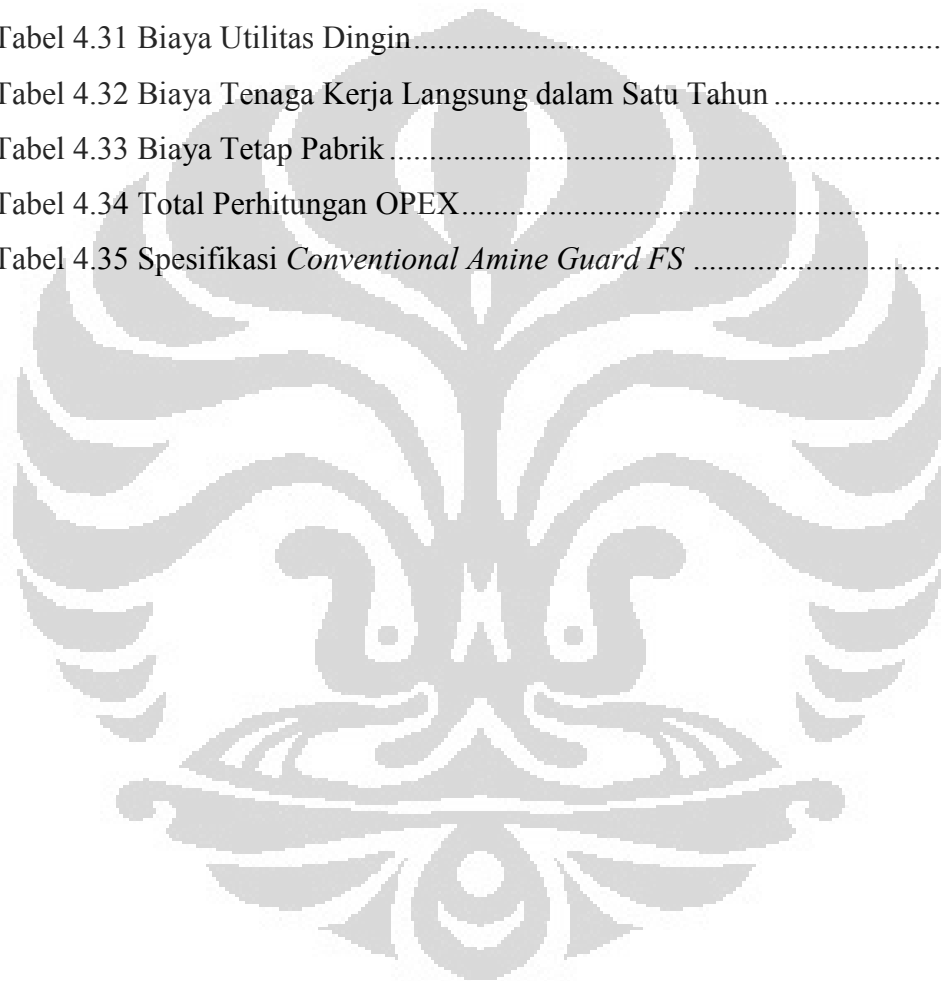 Tabel 4.31 Biaya Utilitas Dingin..................................................................
Tabel 4.32 Biaya Tenaga Kerja Langsung dalam Satu Tahun .....................
Tabel 4.33 Biaya Tetap Pabrik .....................................................................
Tabel 4.34 Total Perhitungan OPEX............................................................
Tabel 4.35 Spesifikasi Conventional Amine Guard FS ...............................